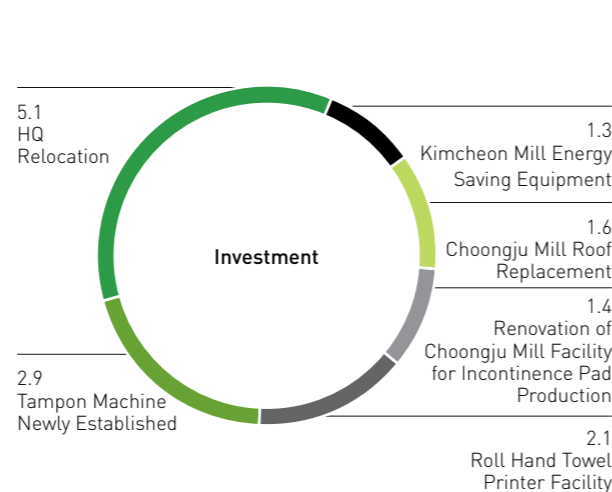 5.1
HQ
Relocation
1.3
Kimcheon Mill Energy
Saving Equipment
1.6
Choongju Mill Roof
Replacement
Investment
1.4
Renovation of
Choongju Mill Facility
for Incontinence Pad
Production
2.9
Tampon Machine
Newly Established
2.1
Roll Hand Towel
Printer Facility